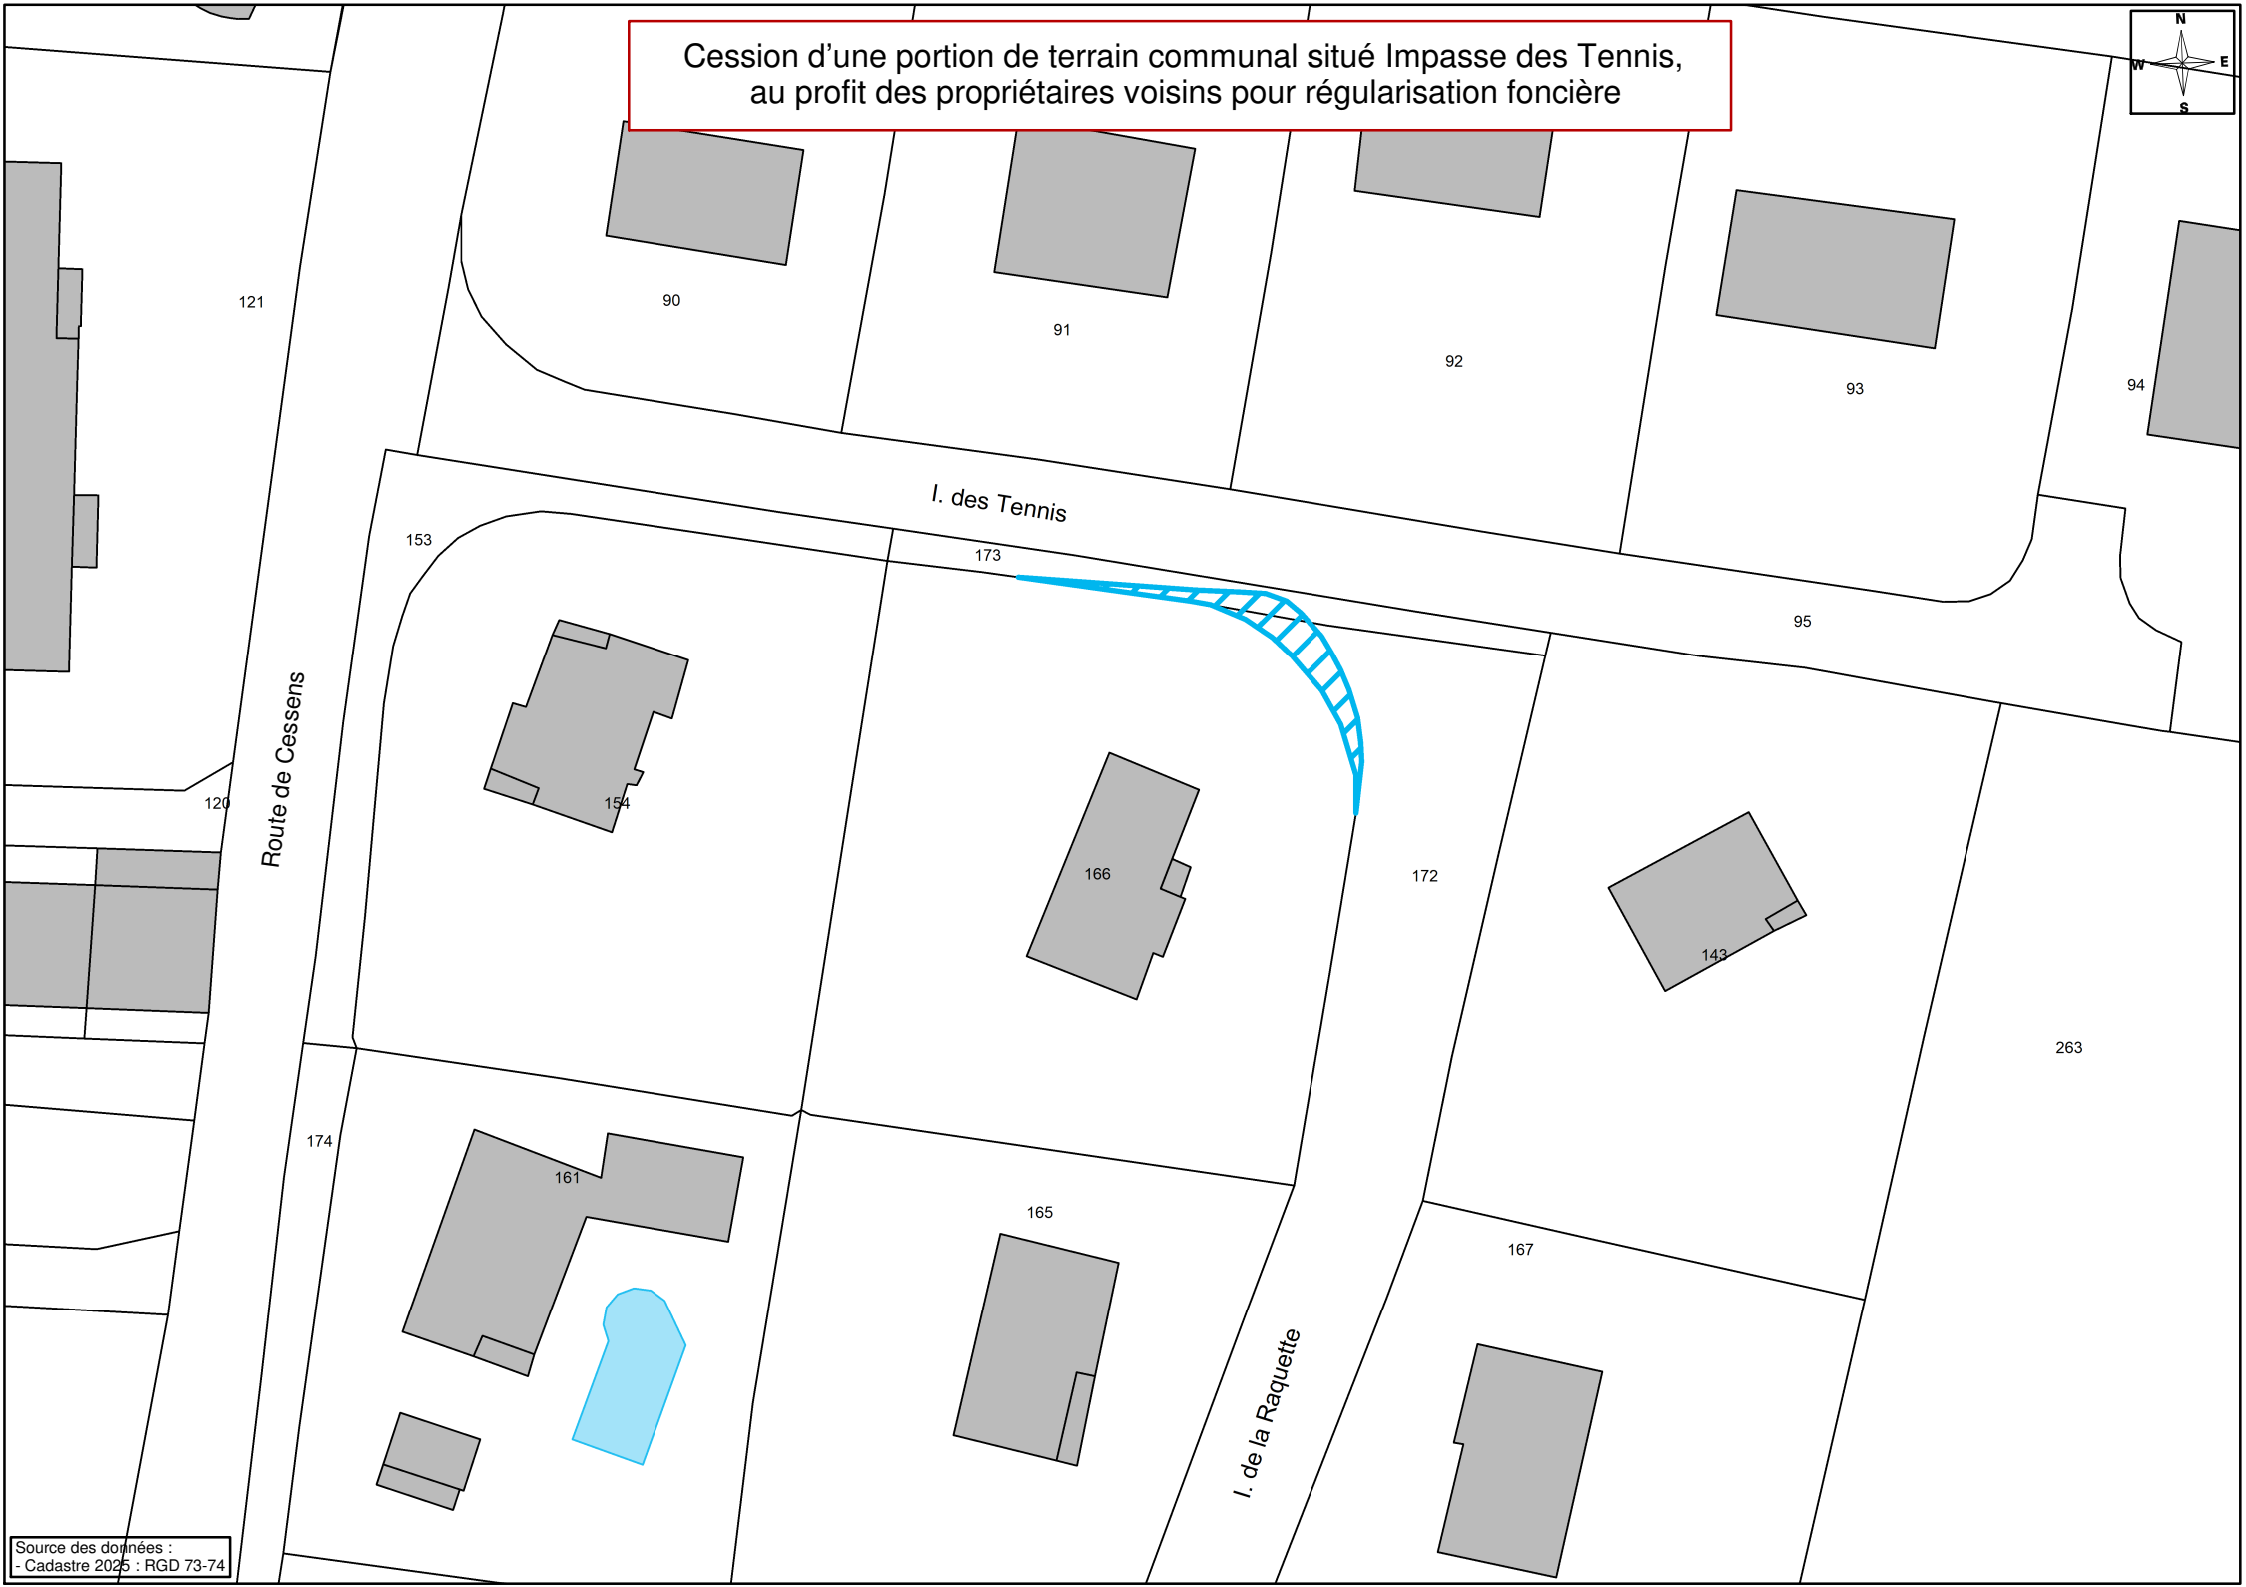 Cession d'une portion de terrain communal situé Impasse des Tennis,
au profit des propriétaires voisins pour régularisation foncière
N
W
E
S
121
90
91
92
93
94
I. des Tennis
153
173
95
Route de Cessens
120
154
166
172
143
263
174
161
165
167
I. de la Raquette
Source des données :
- Cadastre 2025 : RGD 73-74